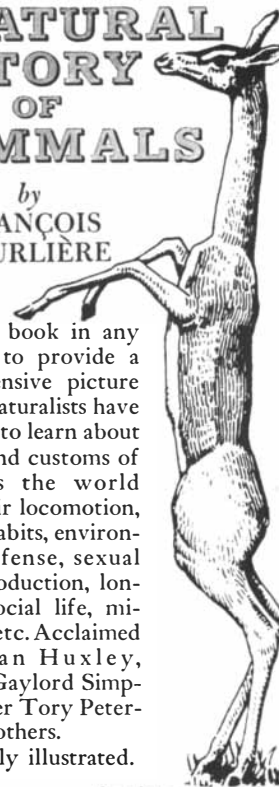 ATURAL
TORY
OF
MMALS
by
ANÇOIS
URLIÈRE
book in any
to provide a
ensive picture
aturalists have
to learn about
nd customs of
s the world
ir locomotion,
abits, environ-
fense, sexual
oduction, lon-
ocial life, mi-
etc. Acclaimed
an Huxley,
Gaylord Simp-
er Tory Peter-
others.
ly illustrated.